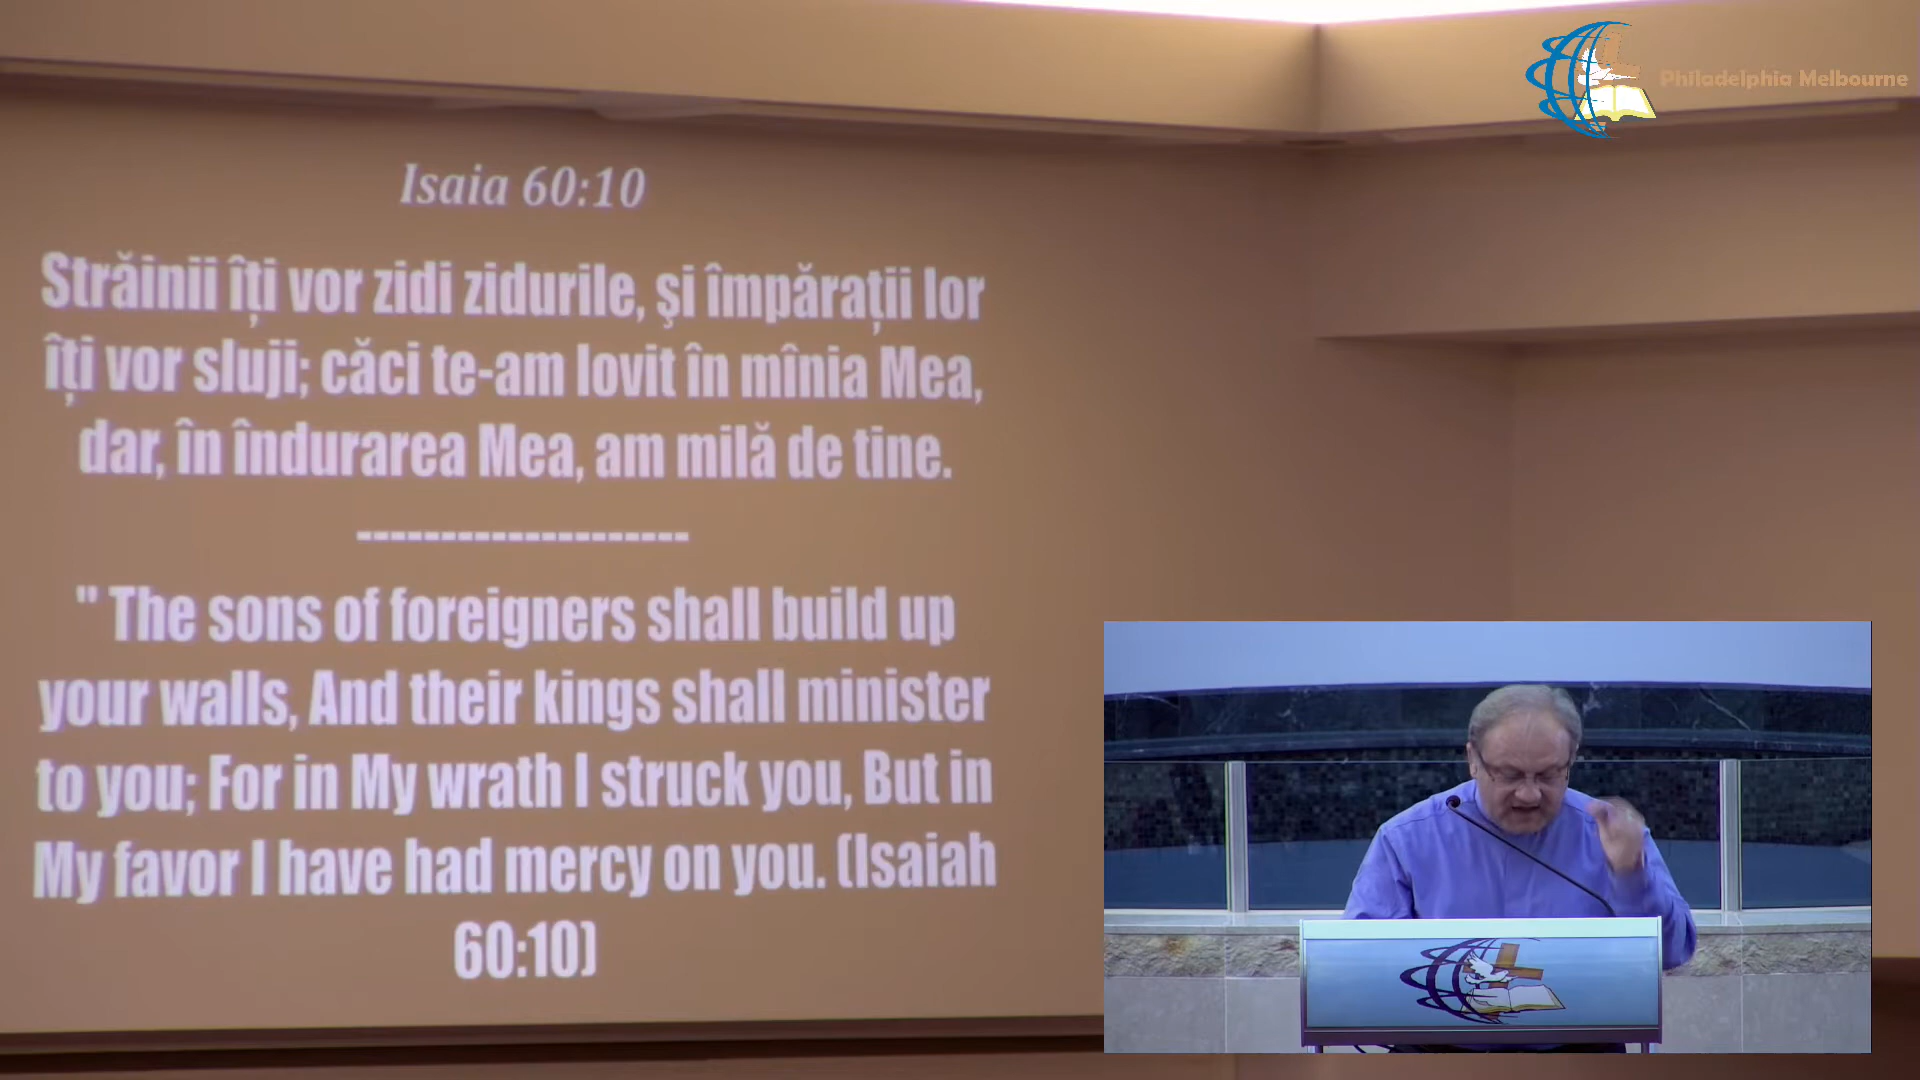 Philadelphia Melbourne
Isaia 60:10
Străinii îți vor zidi zidurile, şi împărații lor
îți vor sluji; căci te-am lovit în mînia Mea,
dar, în îndurarea Mea, am milă de tine.
--------------------
" The sons of foreigners shall build up
your walls, And their kings shall minister
to you; For in My wrath I struck you, But in
My favor I have had mercy on you. (Isaiah
60:10)